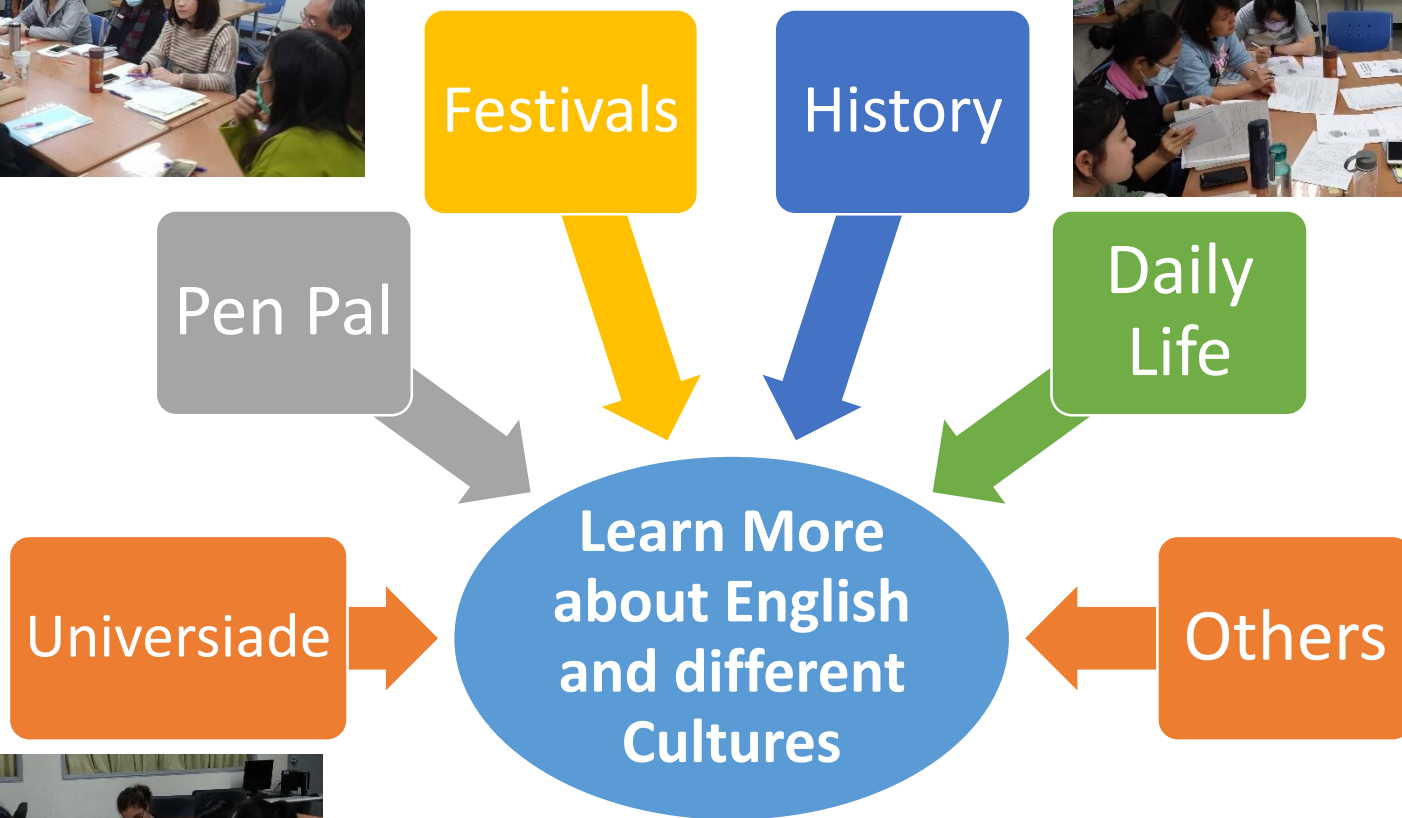 Festivals
History
Pen Pal
Daily
Life
Universiade
Learn More
about English
and different
Cultures
Others